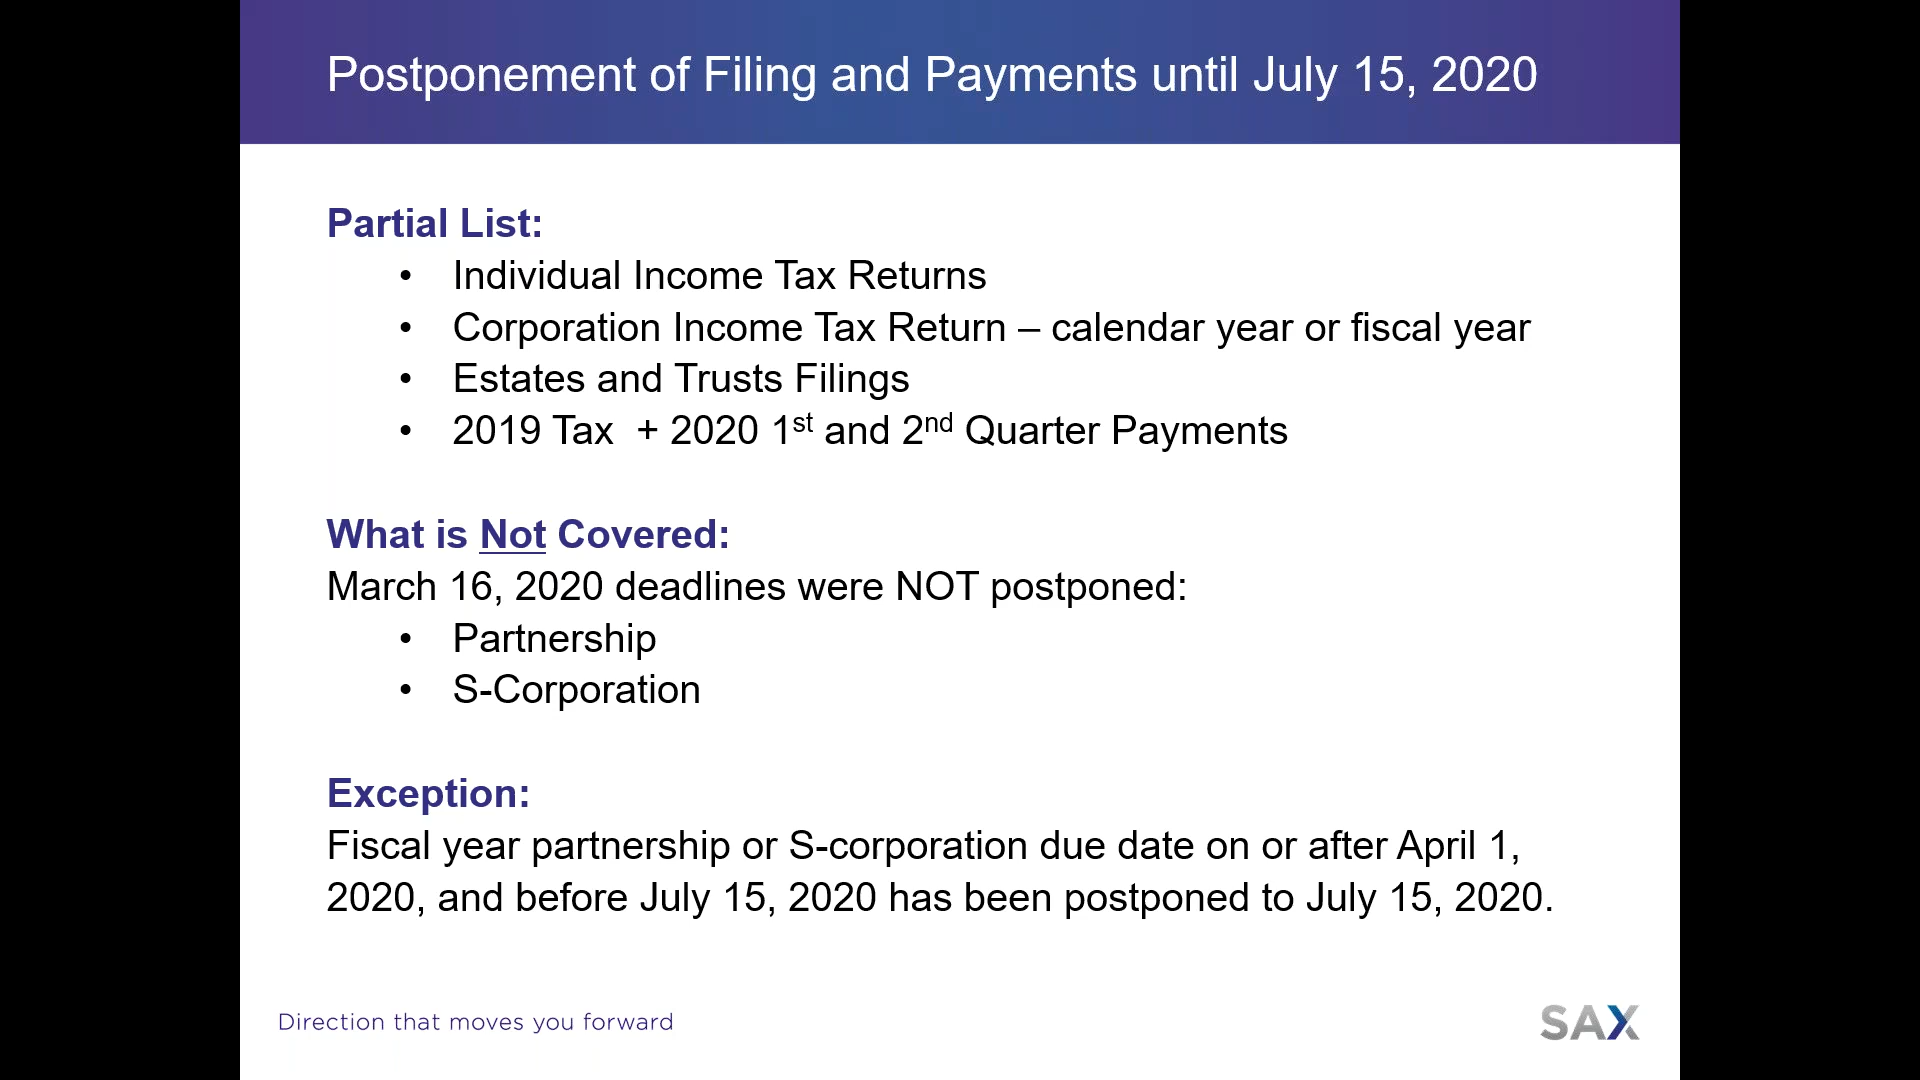 Postponement of Filing and Payments until July 15, 2020
Partial List:
• Individual Income Tax Returns
• Corporation Income Tax Return – calendar year or fiscal year
• Estates and Trusts Filings
• 2019 Tax  + 2020 1st and 2nd Quarter Payments
What is Not Covered:
March 16, 2020 deadlines were NOT postponed:
• Partnership
• S-Corporation
Exception:
Fiscal year partnership or S-corporation due date on or after April 1,
2020, and before July 15, 2020 has been postponed to July 15, 2020.
Direction that moves you forward
SAX